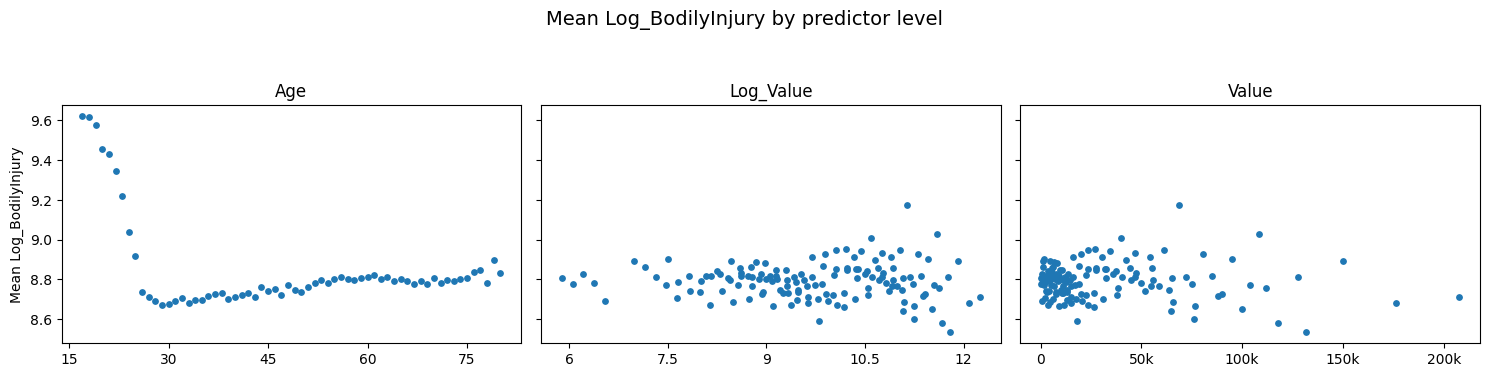 Mean Log_BodilyInjury by predictor level
Age
Log_Value
Value
Mean Log_BodilyInjury
9.6
9.4
9.2
9.0
8.8
8.6
15 30 45 60 75
6 7.5 9 10.5 12
0 50k 100k 150k 200k